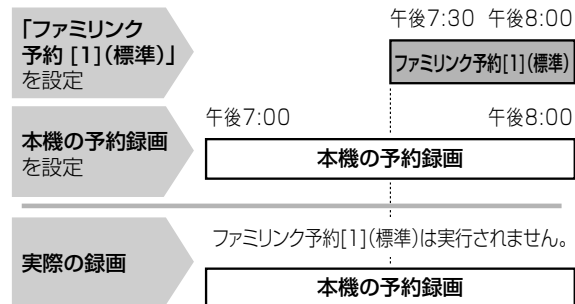 「ファミリンク
予約 [1](標準)」
を設定
午後7:30 午後8:00
ファミリンク予約[1](標準)
本機の予約録画
を設定
午後7:00 午後8:00
本機の予約録画
実際の録画
ファミリンク予約[1](標準)は実行されません。
本機の予約録画